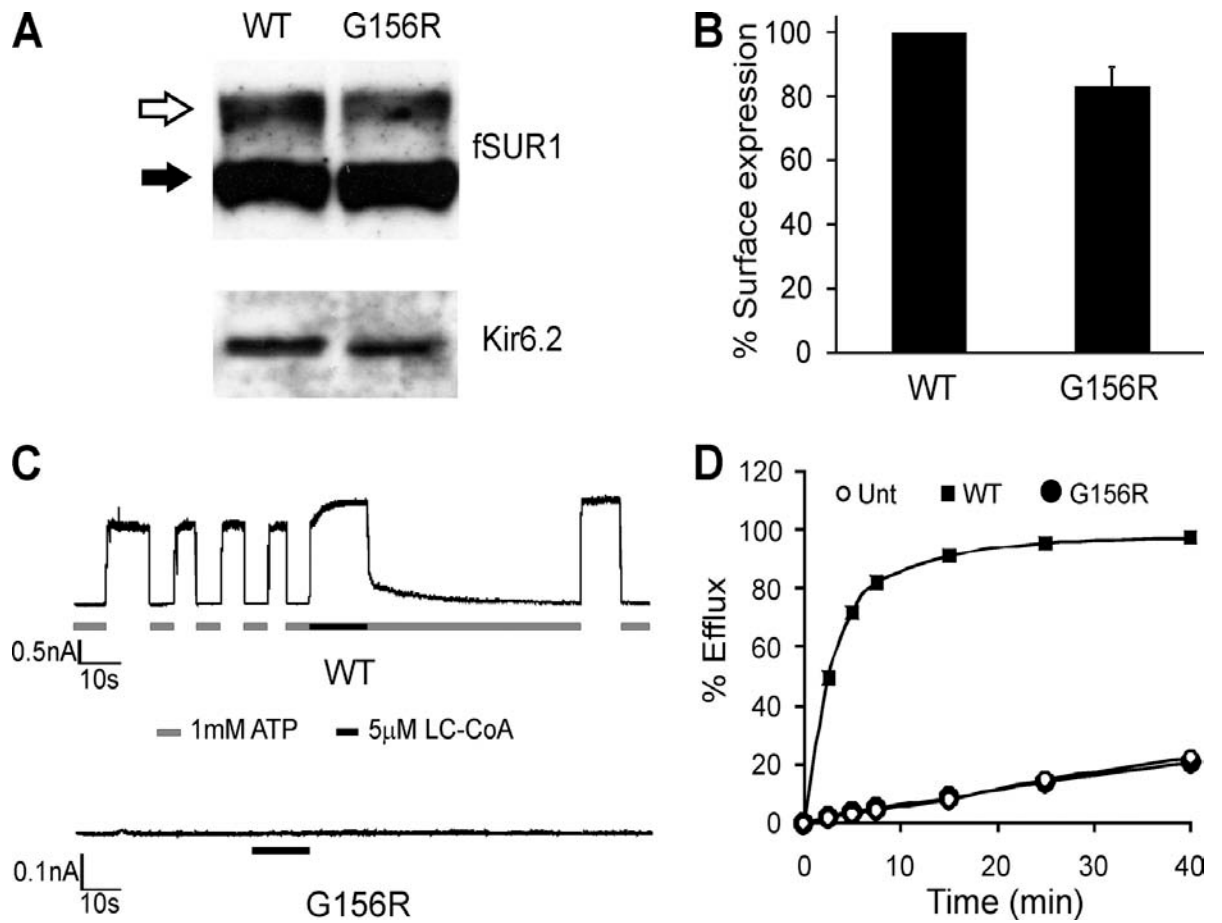 A
WT G156R
fSUR1
Kir6.2
B
% Surface expression
100
80
60
40
20
0
WT G156R
C
0.5nA
10s
WT
1mM ATP 5μM LC-CoA
0.1nA
10s
G156R
D
% Efflux
120
100
80
60
40
20
0
Unt WT G156R
0 10 20 30 40
Time (min)